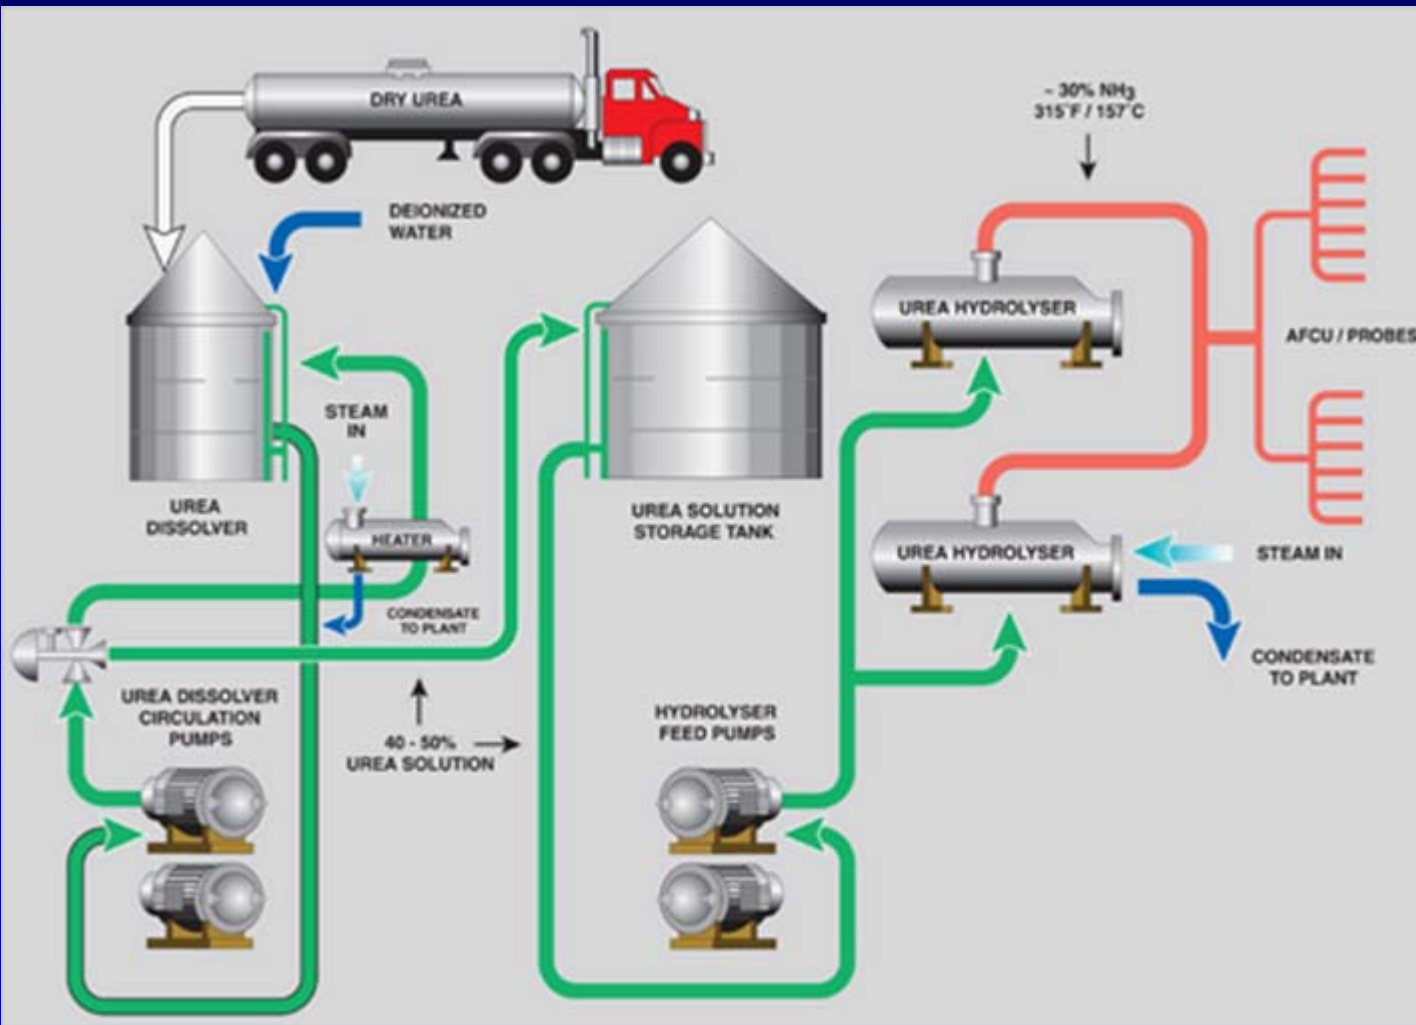 DRY UREA
~ 30% NH3
315°F / 157°C
DEIONIZED
WATER
UREA HYDROLYSER
AFCU / PROBES
STEAM
IN
UREA
DISSOLVER
HEATER
UREA SOLUTION
STORAGE TANK
UREA HYDROLYSER
STEAM IN
CONDENSATE
TO PLANT
CONDENSATE
TO PLANT
UREA DISSOLVER
CIRCULATION
PUMPS
40 - 50%
UREA SOLUTION
HYDROLYSER
FEED PUMPS